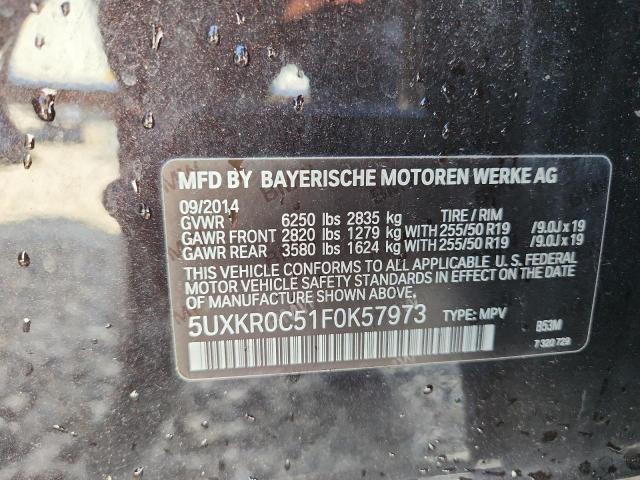 MFD BY BAYERISCHE MOTOREN WERKE AG
09/2014
GVWR 6250 lbs 2835 kg TIRE / RIM
GAWR FRONT 2820 lbs 1279 kg WITH 255/50 R19 /9.0J x 19
GAWR REAR 3580 lbs 1624 kg WITH 255/50 R19 /9.0J x 19
THIS VEHICLE CONFORMS TO ALL APPLICABLE U. S. FEDERAL
MOTOR VEHICLE SAFETY STANDARDS IN EFFECT ON THE DATE
OF MANUFACTURE SHOWN ABOVE.
5UXKR0C51F0K57973 TYPE: MPV 853M
7 320 729